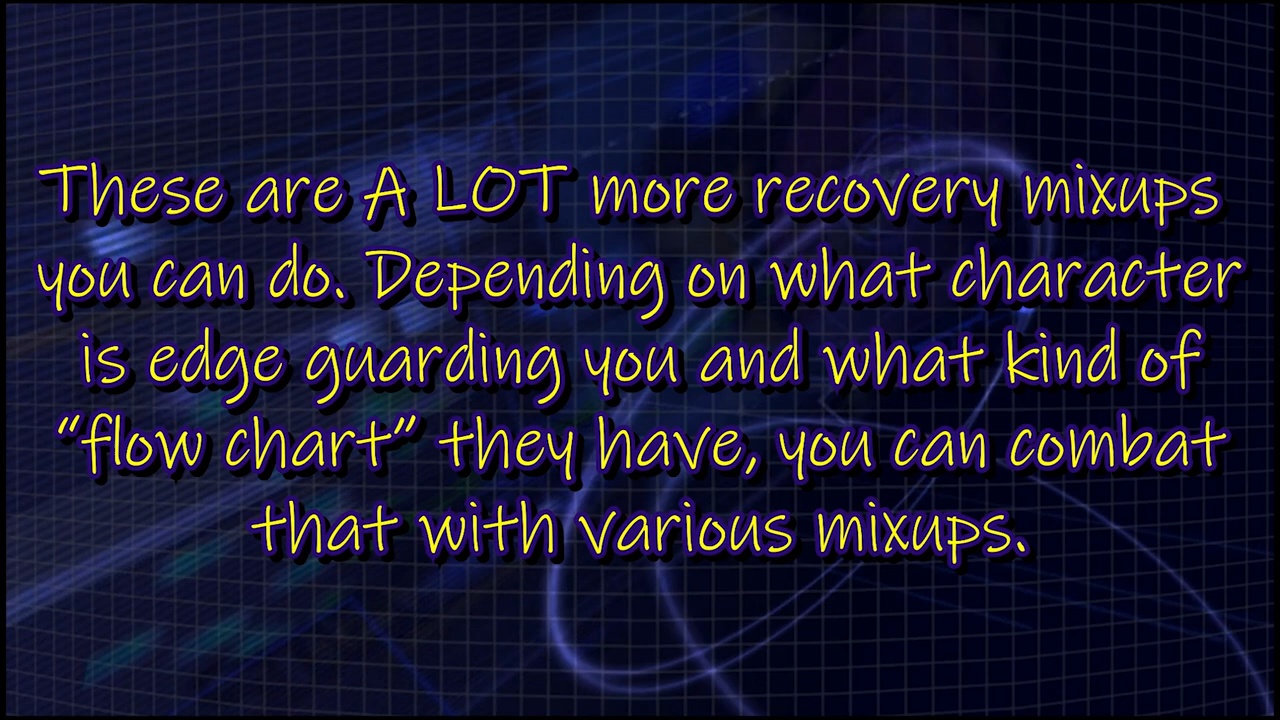 These are A LOT more recovery mixups
you can do. Depending on what character
is edge guarding you and what kind of
“flow chart” they have, you can combat
that with various mixups.